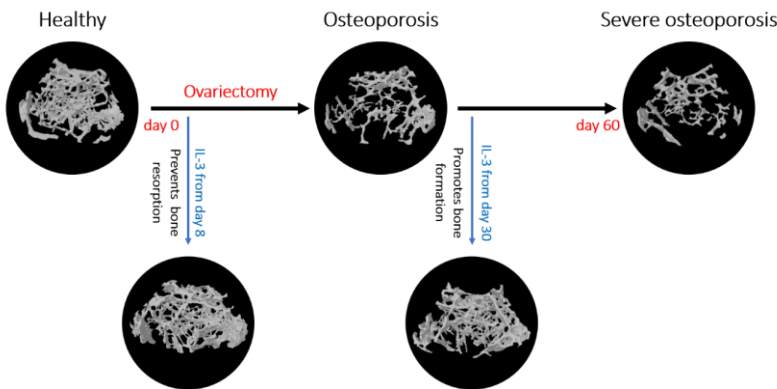 Healthy
Osteoporosis
Severe osteoporosis
Ovariectomy
day 0
day 60
IL-3 from day 8
Prevents bone
resorption
IL-3 from day 30
Promotes bone
formation